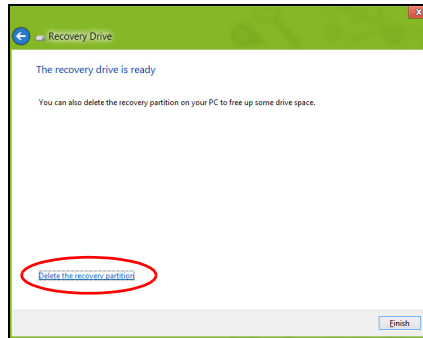 Recovery Drive
The recovery drive is ready
You can also delete the recovery partition on your PC to free up some drive space.
Delete the recovery partition
Finish